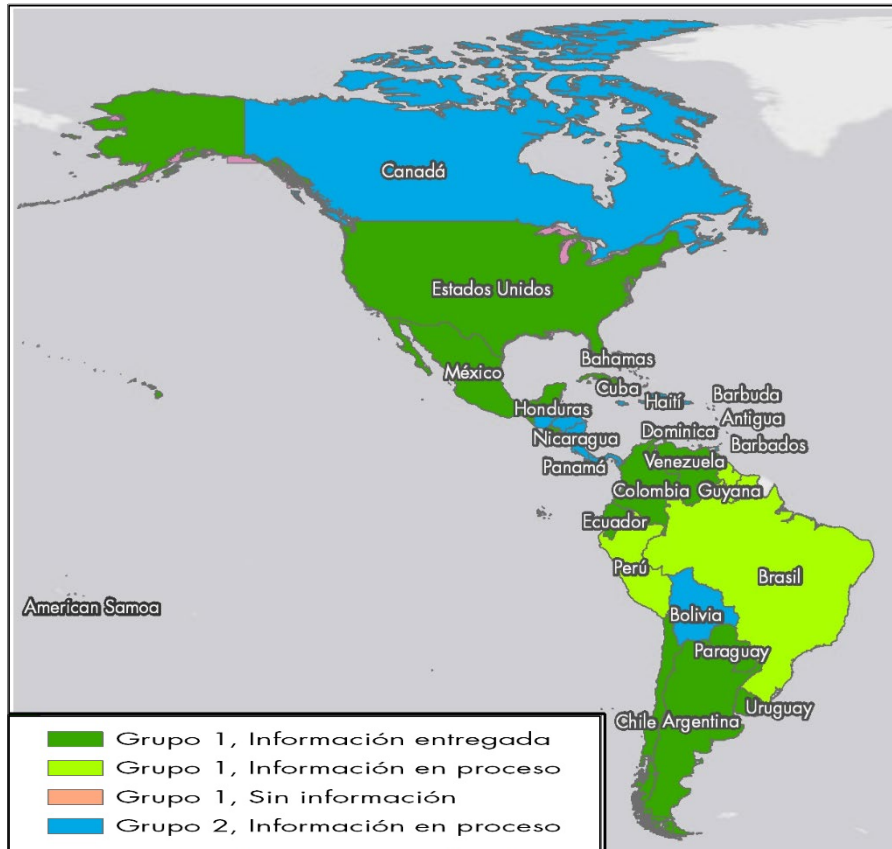 Canadá
Estados Unidos
México
Bahamas
Cuba
Haití
Barbuda
Honduras
Antigua
Nicaragua
Dominica
Barbados
Panamá
Venezuela
Colombia
Guyana
Ecuador
Perú
Brasil
American Samoa
Bolivia
Paraguay
Uruguay
Chile
Argentina
Grupo 1, Información entregada
Grupo 1, Información en proceso
Grupo 1, Sin información
Grupo 2, Información en proceso